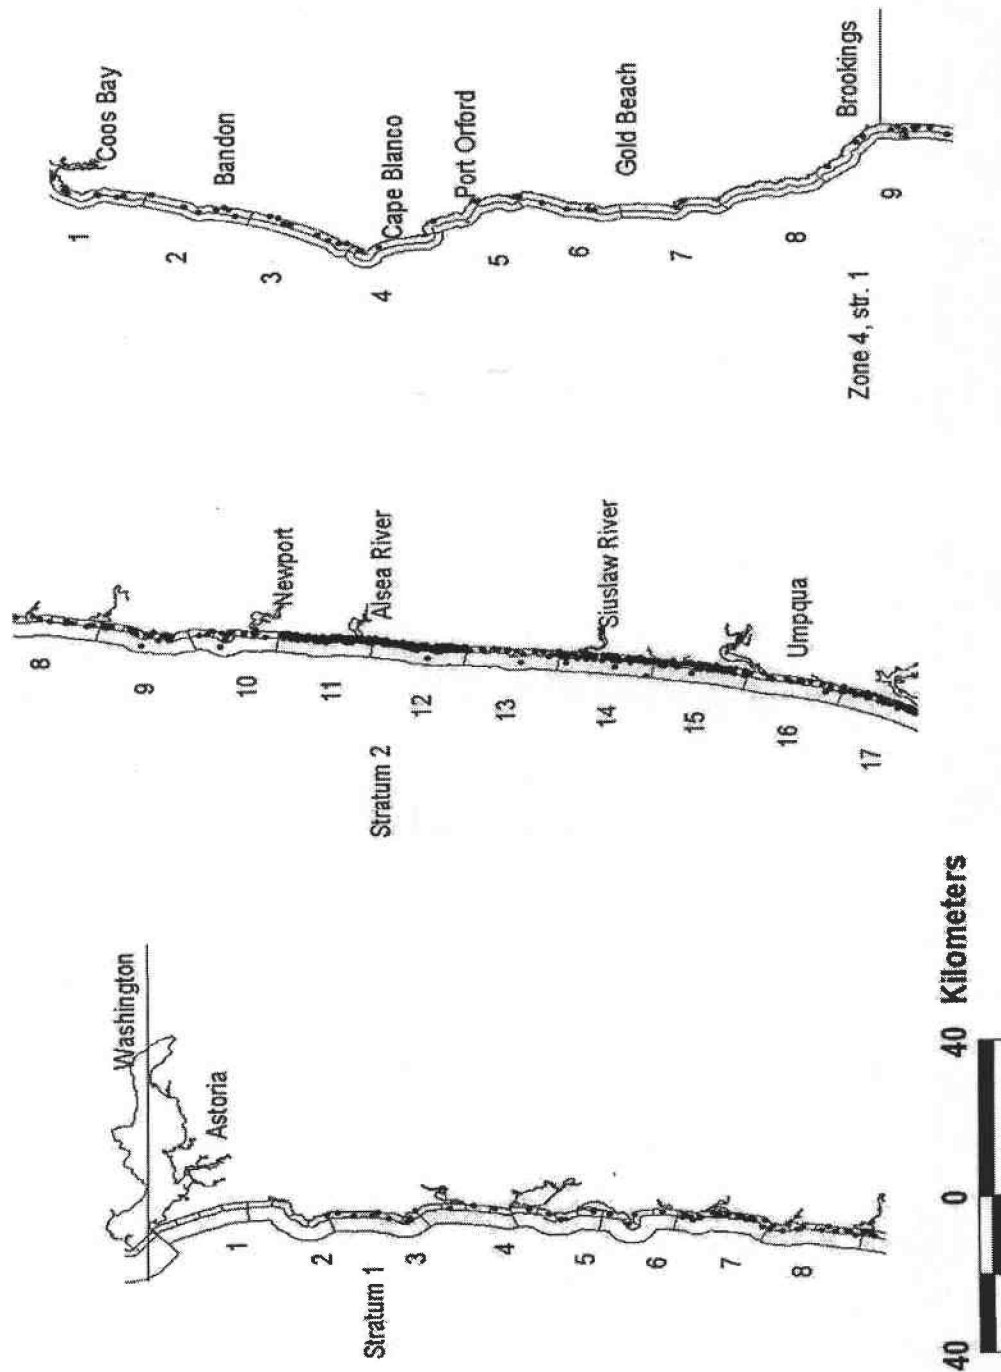 Washington
Astoria
1
2
Stratum 1
3
4
5
6
7
8
40 0 40 Kilometers
8
9
10
Newport
11
Alsea River
12
Stratum 2
13
14
Siuslaw River
15
16
Umpqua
17
1
Coos Bay
2
Bandon
3
4
Cape Blanco
5
Port Orford
6
Gold Beach
7
8
Brookings
9
Zone 4, str. 1